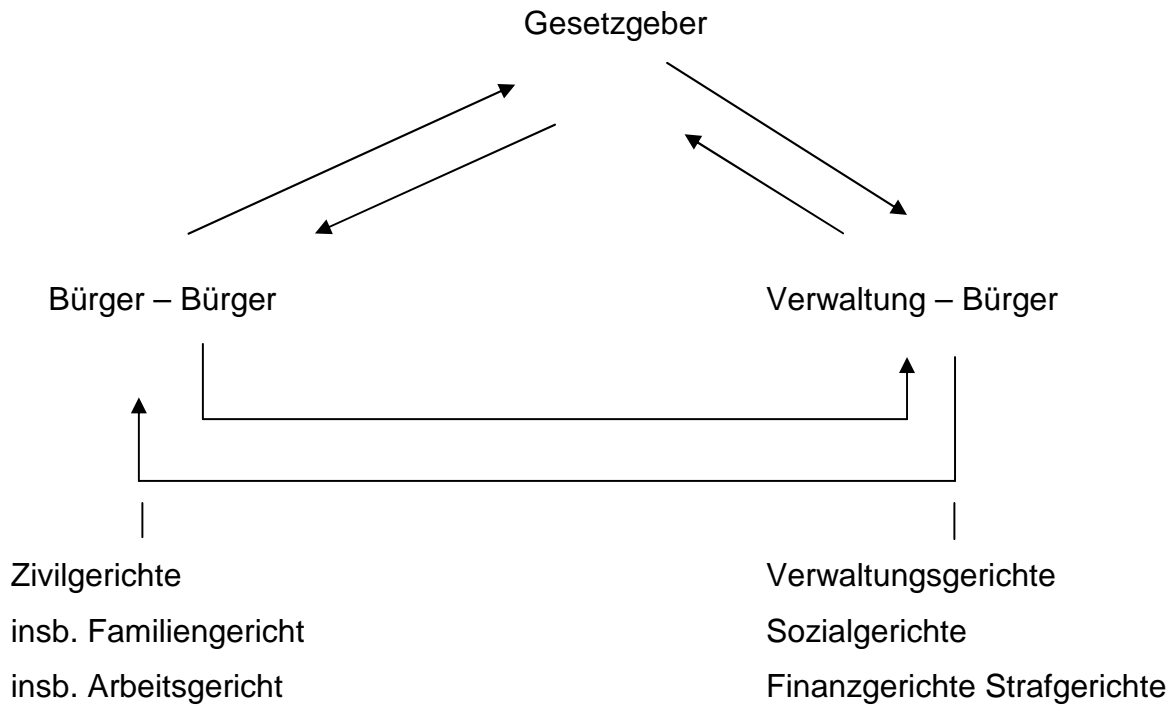 Gesetzgeber
Bürger – Bürger
Verwaltung – Bürger
Zivilgerichte
insb. Familiengericht
insb. Arbeitsgericht
Verwaltungsgerichte
Sozialgerichte
Finanzgerichte Strafgerichte